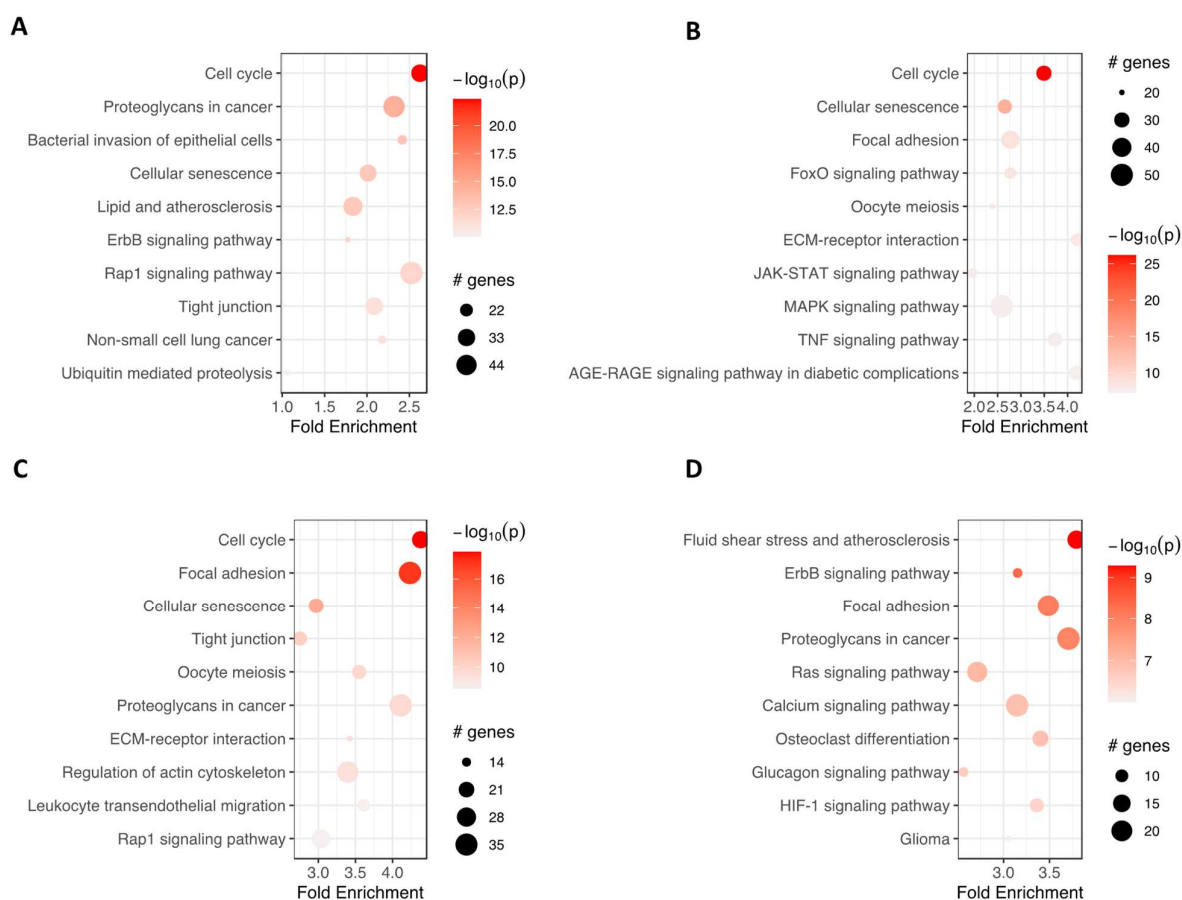 A
Cell cycle
Proteoglycans in cancer
Bacterial invasion of epithelial cells
Cellular senescence
Lipid and atherosclerosis
ErbB signaling pathway
Rap1 signaling pathway
Tight junction
Non-small cell lung cancer
Ubiquitin mediated proteolysis
1.0 1.5 2.0 2.5
Fold Enrichment
−log10(p)
20.0
17.5
15.0
12.5
# genes
22
33
44
B
Cell cycle
Cellular senescence
Focal adhesion
FoxO signaling pathway
Oocyte meiosis
ECM-receptor interaction
JAK-STAT signaling pathway
MAPK signaling pathway
TNF signaling pathway
AGE-RAGE signaling pathway in diabetic complications
2.0 2.5 3.0 3.5 4.0
Fold Enrichment
# genes
20
30
40
50
−log10(p)
25
20
15
10
C
Cell cycle
Focal adhesion
Cellular senescence
Tight junction
Oocyte meiosis
Proteoglycans in cancer
ECM-receptor interaction
Regulation of actin cytoskeleton
Leukocyte transendothelial migration
Rap1 signaling pathway
3.0 3.5 4.0
Fold Enrichment
−log10(p)
16
14
12
10
# genes
14
21
28
35
D
Fluid shear stress and atherosclerosis
ErbB signaling pathway
Focal adhesion
Proteoglycans in cancer
Ras signaling pathway
Calcium signaling pathway
Osteoclast differentiation
Glucagon signaling pathway
HIF-1 signaling pathway
Glioma
3.0 3.5
Fold Enrichment
−log10(p)
9
8
7
# genes
10
15
20